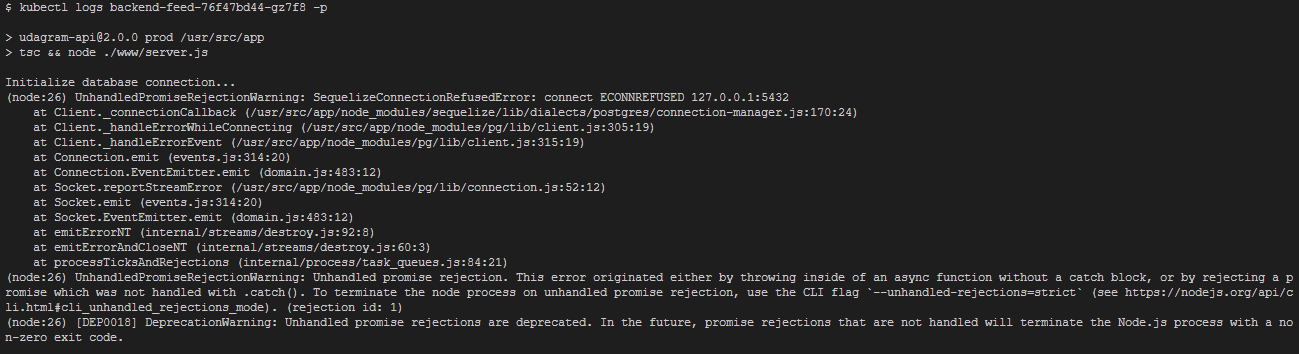 $ kubectl logs backend-feed-76f47bd44-gz7f8 -p
> udagram-api@2.0.0 prod /usr/src/app
> tsc && node ./www/server.js
Initialize database connection...
(node:26) UnhandledPromiseRejectionWarning: SequelizeConnectionRefusedError: connect ECONNREFUSED 127.0.0.1:5432
    at Client._connectionCallback (/usr/src/app/node_modules/sequelize/lib/dialects/postgres/connection-manager.js:170:24)
    at Client._handleErrorWhileConnecting (/usr/src/app/node_modules/pg/lib/client.js:305:19)
    at Client._handleErrorEvent (/usr/src/app/node_modules/pg/lib/client.js:315:19)
    at Connection.emit (events.js:314:20)
    at Connection.EventEmitter.emit (domain.js:483:12)
    at Socket.reportStreamError (/usr/src/app/node_modules/pg/lib/connection.js:52:12)
    at Socket.emit (events.js:314:20)
    at Socket.EventEmitter.emit (domain.js:483:12)
    at emitErrorNT (internal/streams/destroy.js:92:8)
    at emitErrorAndCloseNT (internal/streams/destroy.js:60:3)
    at processTicksAndRejections (internal/process/task_queues.js:84:21)
(node:26) UnhandledPromiseRejectionWarning: Unhandled promise rejection. This error originated either by throwing inside of an async function without a catch block, or by rejecting a p
romise which was not handled with .catch(). To terminate the node process on unhandled promise rejection, use the CLI flag `--unhandled-rejections=strict` (see https://nodejs.org/api/c
li.html#cli_unhandled_rejections_mode). (rejection id: 1)
(node:26) [DEP0018] DeprecationWarning: Unhandled promise rejections are deprecated. In the future, promise rejections that are not handled will terminate the Node.js process with a no
n-zero exit code.